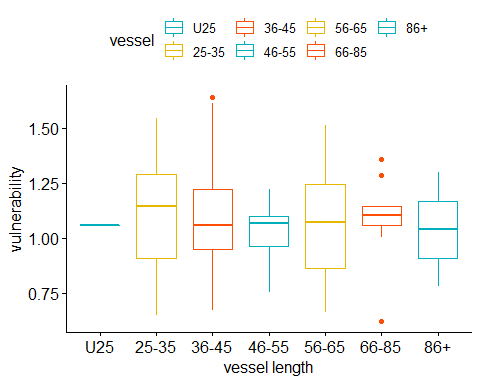 vessel U25 36-45 56-65 86+
25-35 46-55 66-85
1.50
1.25
1.00
0.75
vulnerability
U25 25-35 36-45 46-55 56-65 66-85 86+
vessel length